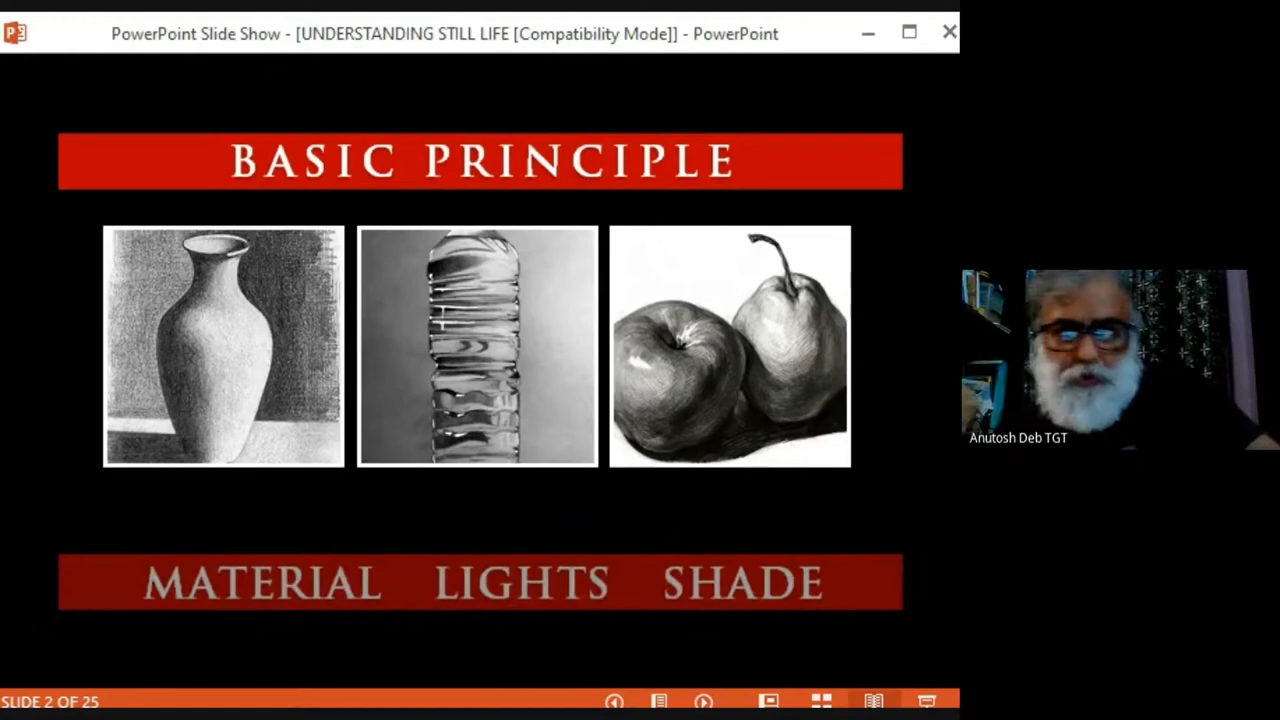 PowerPoint Slide Show - [UNDERSTANDING STILL LIFE [Compatibility Mode]] - PowerPoint
BASIC PRINCIPLE
Anutosh Deb TGT
MATERIAL LIGHTS SHADE
SLIDE 2 OF 25